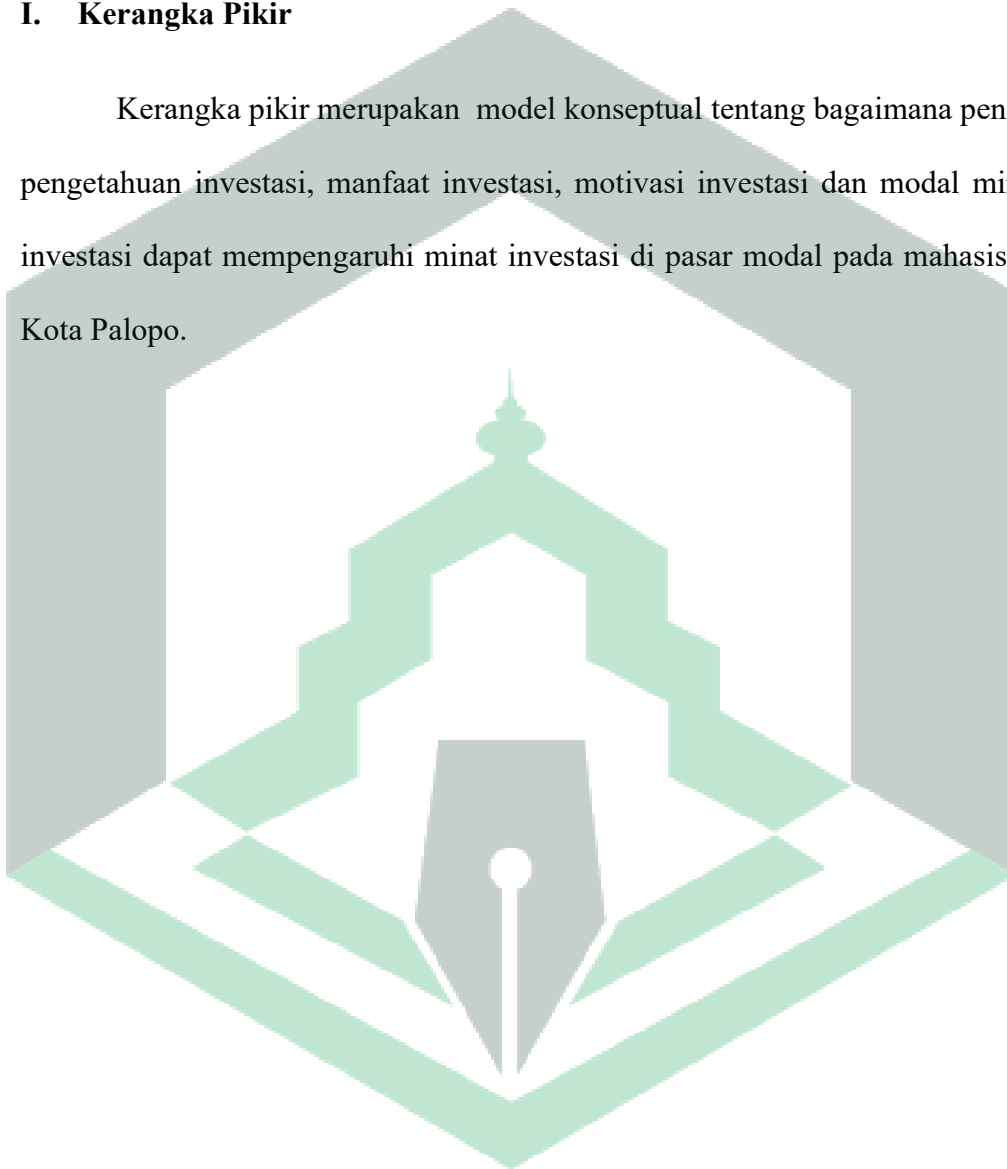 I. Kerangka Pikir
Kerangka pikir merupakan model konseptual tentang bagaimana
pengetahuan investasi, manfaat investasi, motivasi investasi dan modal
investasi dapat mempengaruhi minat investasi di pasar modal pada
Kota Palopo.